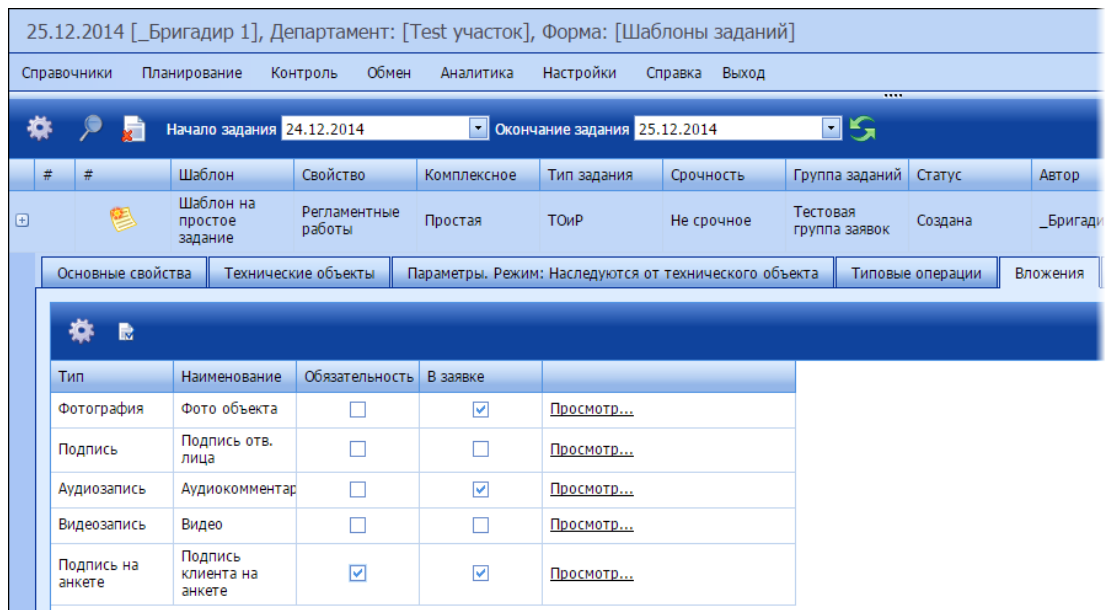 25.12.2014 [_Бригадир 1], Департамент: [Test участок], Форма: [Шаблоны заданий]
Справочники Планирование Контроль Обмен Аналитика Настройки Справка Выход
Начало задания 24.12.2014 Окончание задания 25.12.2014
# # Шаблон Свойство Комплексное Тип задания Срочность Группа заданий Статус Автор
Шаблон на простое задание Регламентные работы Простая ТОиР Не срочное Тестовая группа заявок Создана _Бригади
Основные свойства Технические объекты Параметры. Режим: Наследуются от технического объекта Типовые операции Вложения
Тип Наименование Обязательность В заявке
Фотография Фото объекта Просмотр...
Подпись Подпись отв. лица Просмотр...
Аудиозапись Аудиокомментар Просмотр...
Видеозапись Видео Просмотр...
Подпись на анкете Подпись клиента на анкете Просмотр...